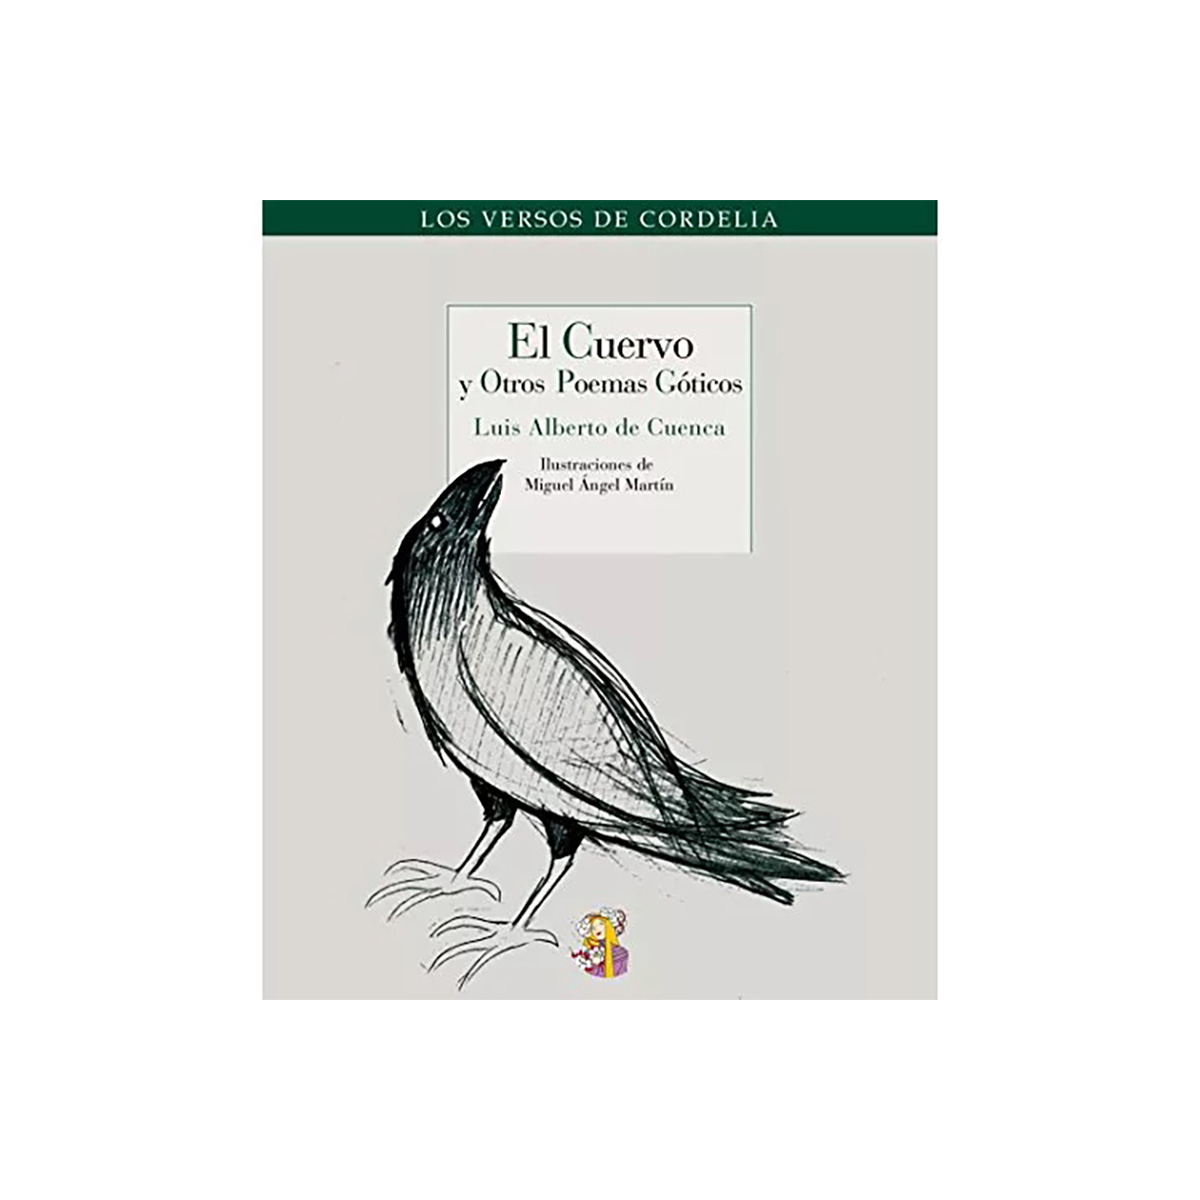 LOS VERSOS DE CORDELIA
El Cuervo
y Otros Poemas Góticos
Luis Alberto de Cuenca
Ilustraciones de
Miguel Ángel Martín